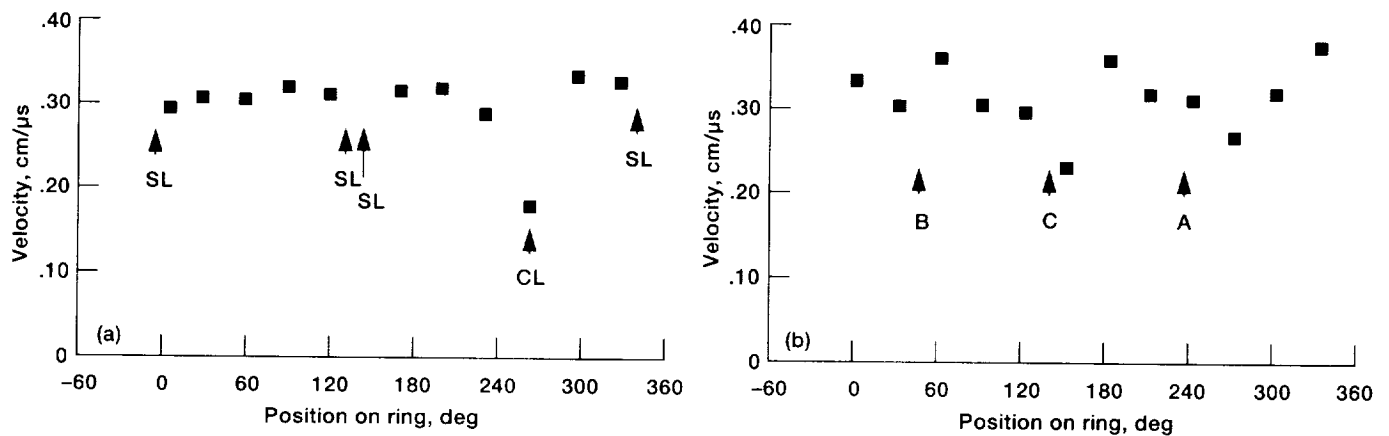 .40
.30
.20
.10
0
Velocity, cm/μs
SL
SL
SL
CL
SL
(a)
–60 0 60 120 180 240 300 360
Position on ring, deg
.40
.30
.20
.10
0
Velocity, cm/μs
B
C
A
(b)
–60 0 60 120 180 240 300 360
Position on ring, deg